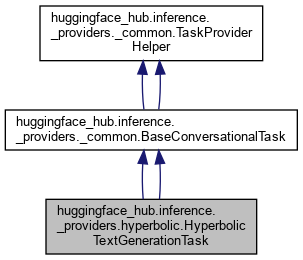 huggingface_hub.inference.
_providers._common.TaskProvider
Helper
huggingface_hub.inference.
_providers._common.BaseConversationalTask
huggingface_hub.inference.
_providers.hyperbolic.Hyperbolic
TextGenerationTask